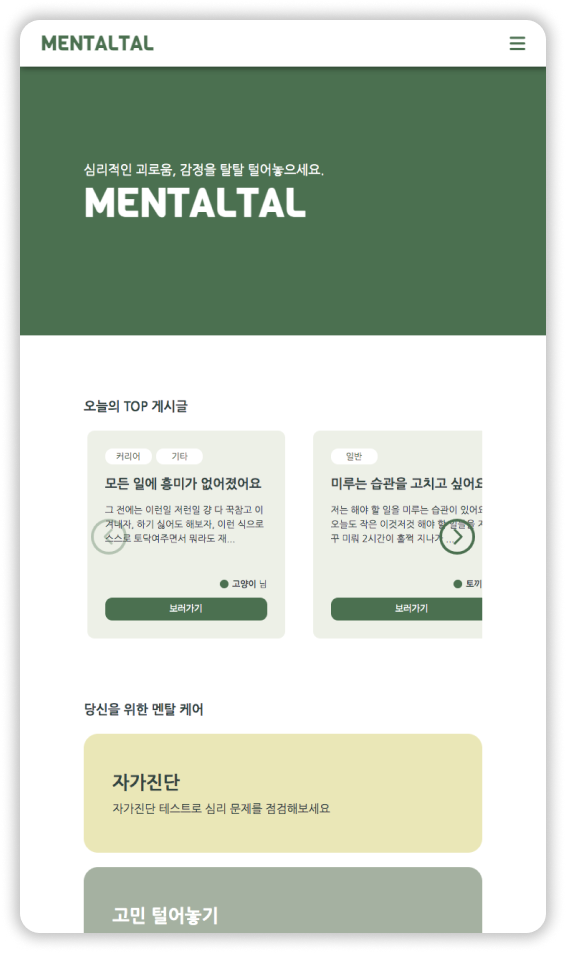 MENTALTAL
심리적인 괴로움, 감정을 탈탈 털어놓으세요.
MENTALTAL
오늘의 TOP 게시글
커리어 기타
모든 일에 흥미가 없어졌어요
그 전에는 이런일 저런일 걍 다 꾹참고 이
겨내자, 하기 싫어도 해보자, 이런 식으로
스스로 토닥여주면서 뭐라도 재...
고양이 님
보러가기
일반
미루는 습관을 고치고 싶어요
저는 해야 할 일을 미루는 습관이 있어요
오늘도 작은 이것저것 해야 할 일들을 자
꾸 미뤄 2시간이 훌쩍 지나가 ...
토끼
보러가기
당신을 위한 멘탈 케어
자가진단
자가진단 테스트로 심리 문제를 점검해보세요
고민 털어놓기